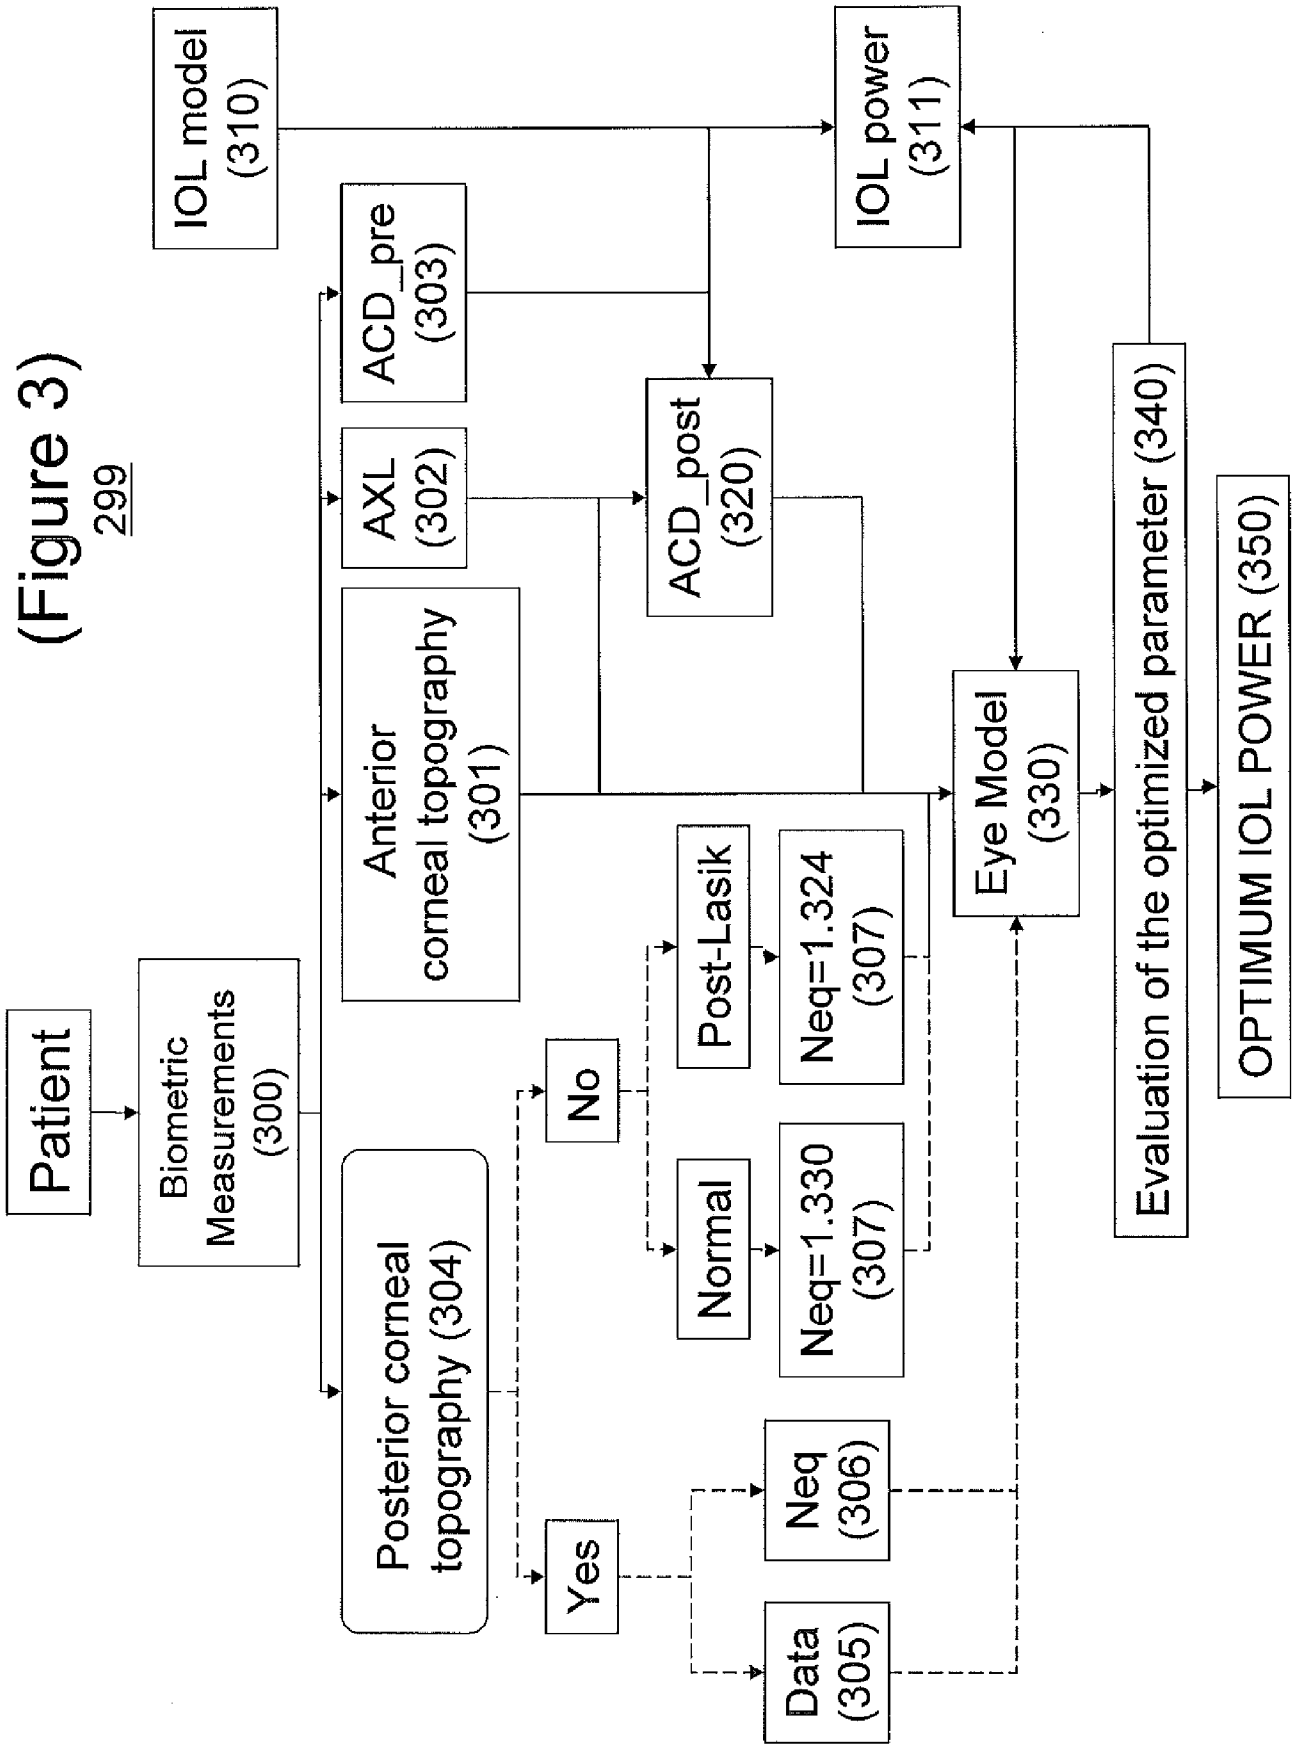 (Figure 3)
299
Patient
Biometric
Measurements
(300)
IOL model
(310)
Posterior corneal
topography (304)
Anterior
corneal topography
(301)
AXL
(302)
ACD_pre
(303)
Yes
No
Normal
Post-Lasik
ACD_post
(320)
Data
(305)
Neq
(306)
Neq=1.330
(307)
Neq=1.324
(307)
IOL power
(311)
Eye Model
(330)
Evaluation of the optimized parameter (340)
OPTIMUM IOL POWER (350)